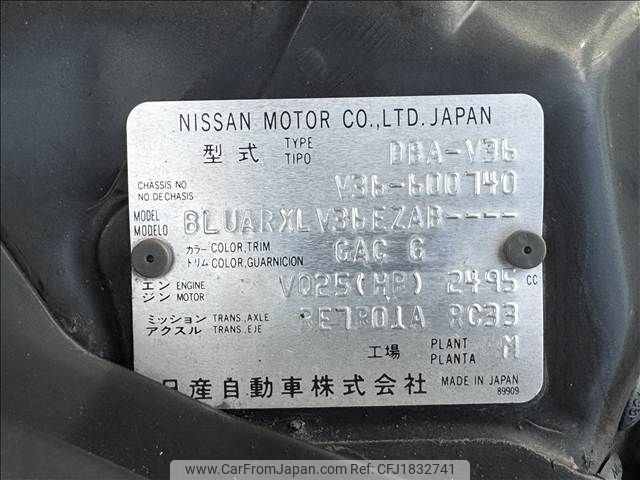 NISSAN MOTOR CO.,LTD. JAPAN
型式 TYPE TIPO DBA-V36
CHASSIS NO NO. DE CHASIS V36-600740
MODEL MODELO BLUARXLV36EZAB----
カラー COLOR,TRIM
トリム COLOR,GUARNICION GAC G
エンジン ENGINE MOTOR VQ25(HR) 2495 CC
ミッション TRANS.,AXLE
アクスル TRANS.,EJE RE7R01A RC33
工場 PLANT PLANTA M
日産自動車株式会社 MADE IN JAPAN
89909
www.CarFromJapan.com | Photo ID: CFJ1832741